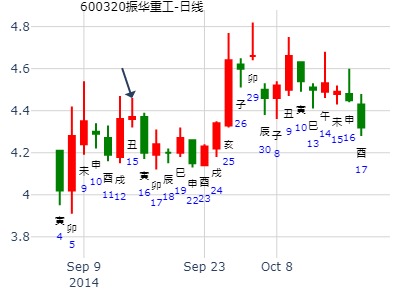 600320振华重工-日线
4.8
4.6
4.4
4.2
4
3.8
寅 4
卯 5
未 9
申 10
酉 11
戌 12
丑 15
寅 16
卯 17
辰 18
巳 19
申 22
酉 23
戌 24
亥 25
子 26
卯 29
辰 30
子 8
丑 9
寅 10
巳 13
午 14
未 15
申 16
酉 17
Sep 9
2014
Sep 23
Oct 8